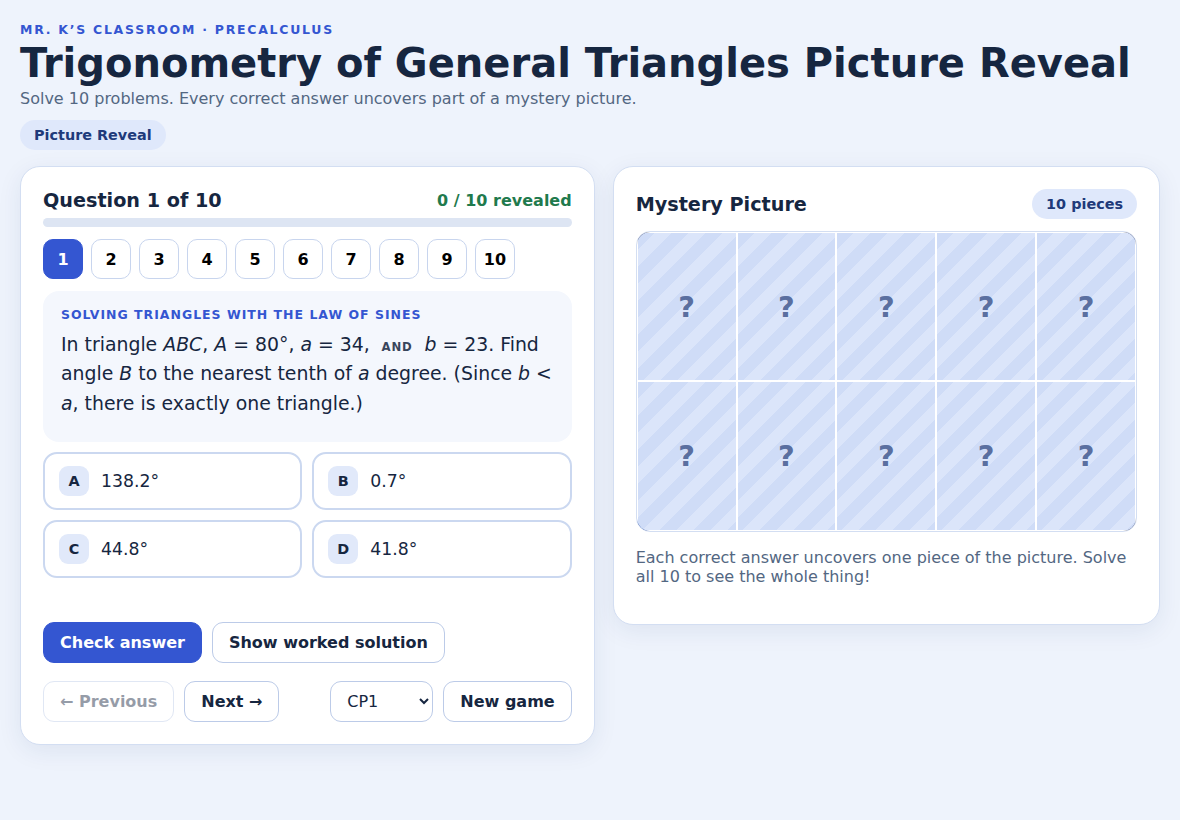 MR. K’S CLASSROOM · PRECALCULUS
Trigonometry of General Triangles Picture Reveal
Solve 10 problems. Every correct answer uncovers part of a mystery picture.
Picture Reveal
Question 1 of 10
0 / 10 revealed
1 2 3 4 5 6 7 8 9 10
SOLVING TRIANGLES WITH THE LAW OF SINES
In triangle ABC, A = 80°, a = 34, AND b = 23. Find
angle B to the nearest tenth of a degree. (Since b <
a, there is exactly one triangle.)
A 138.2°
B 0.7°
C 44.8°
D 41.8°
Check answer
Show worked solution
← Previous
Next →
CP1
New game
Mystery Picture
10 pieces
? ? ? ? ?
? ? ? ? ?
Each correct answer uncovers one piece of the picture. Solve
all 10 to see the whole thing!